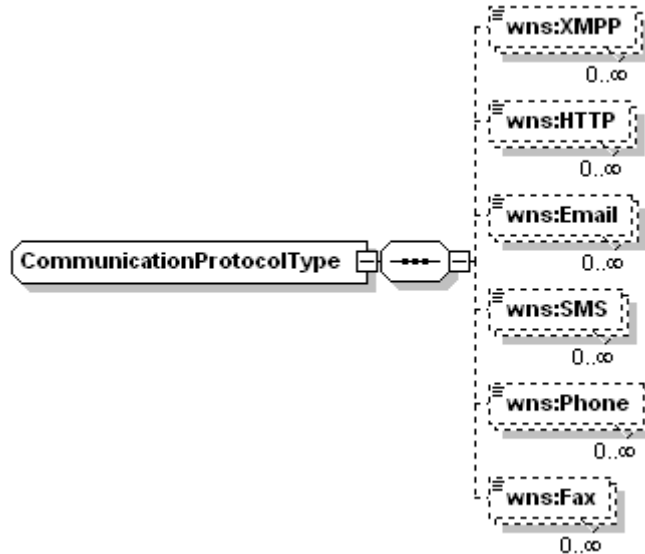 wns:XMPP
0..∞
wns:HTTP
0..∞
wns:Email
0..∞
CommunicationProtocolType
wns:SMS
0..∞
wns:Phone
0..∞
wns:Fax
0..∞